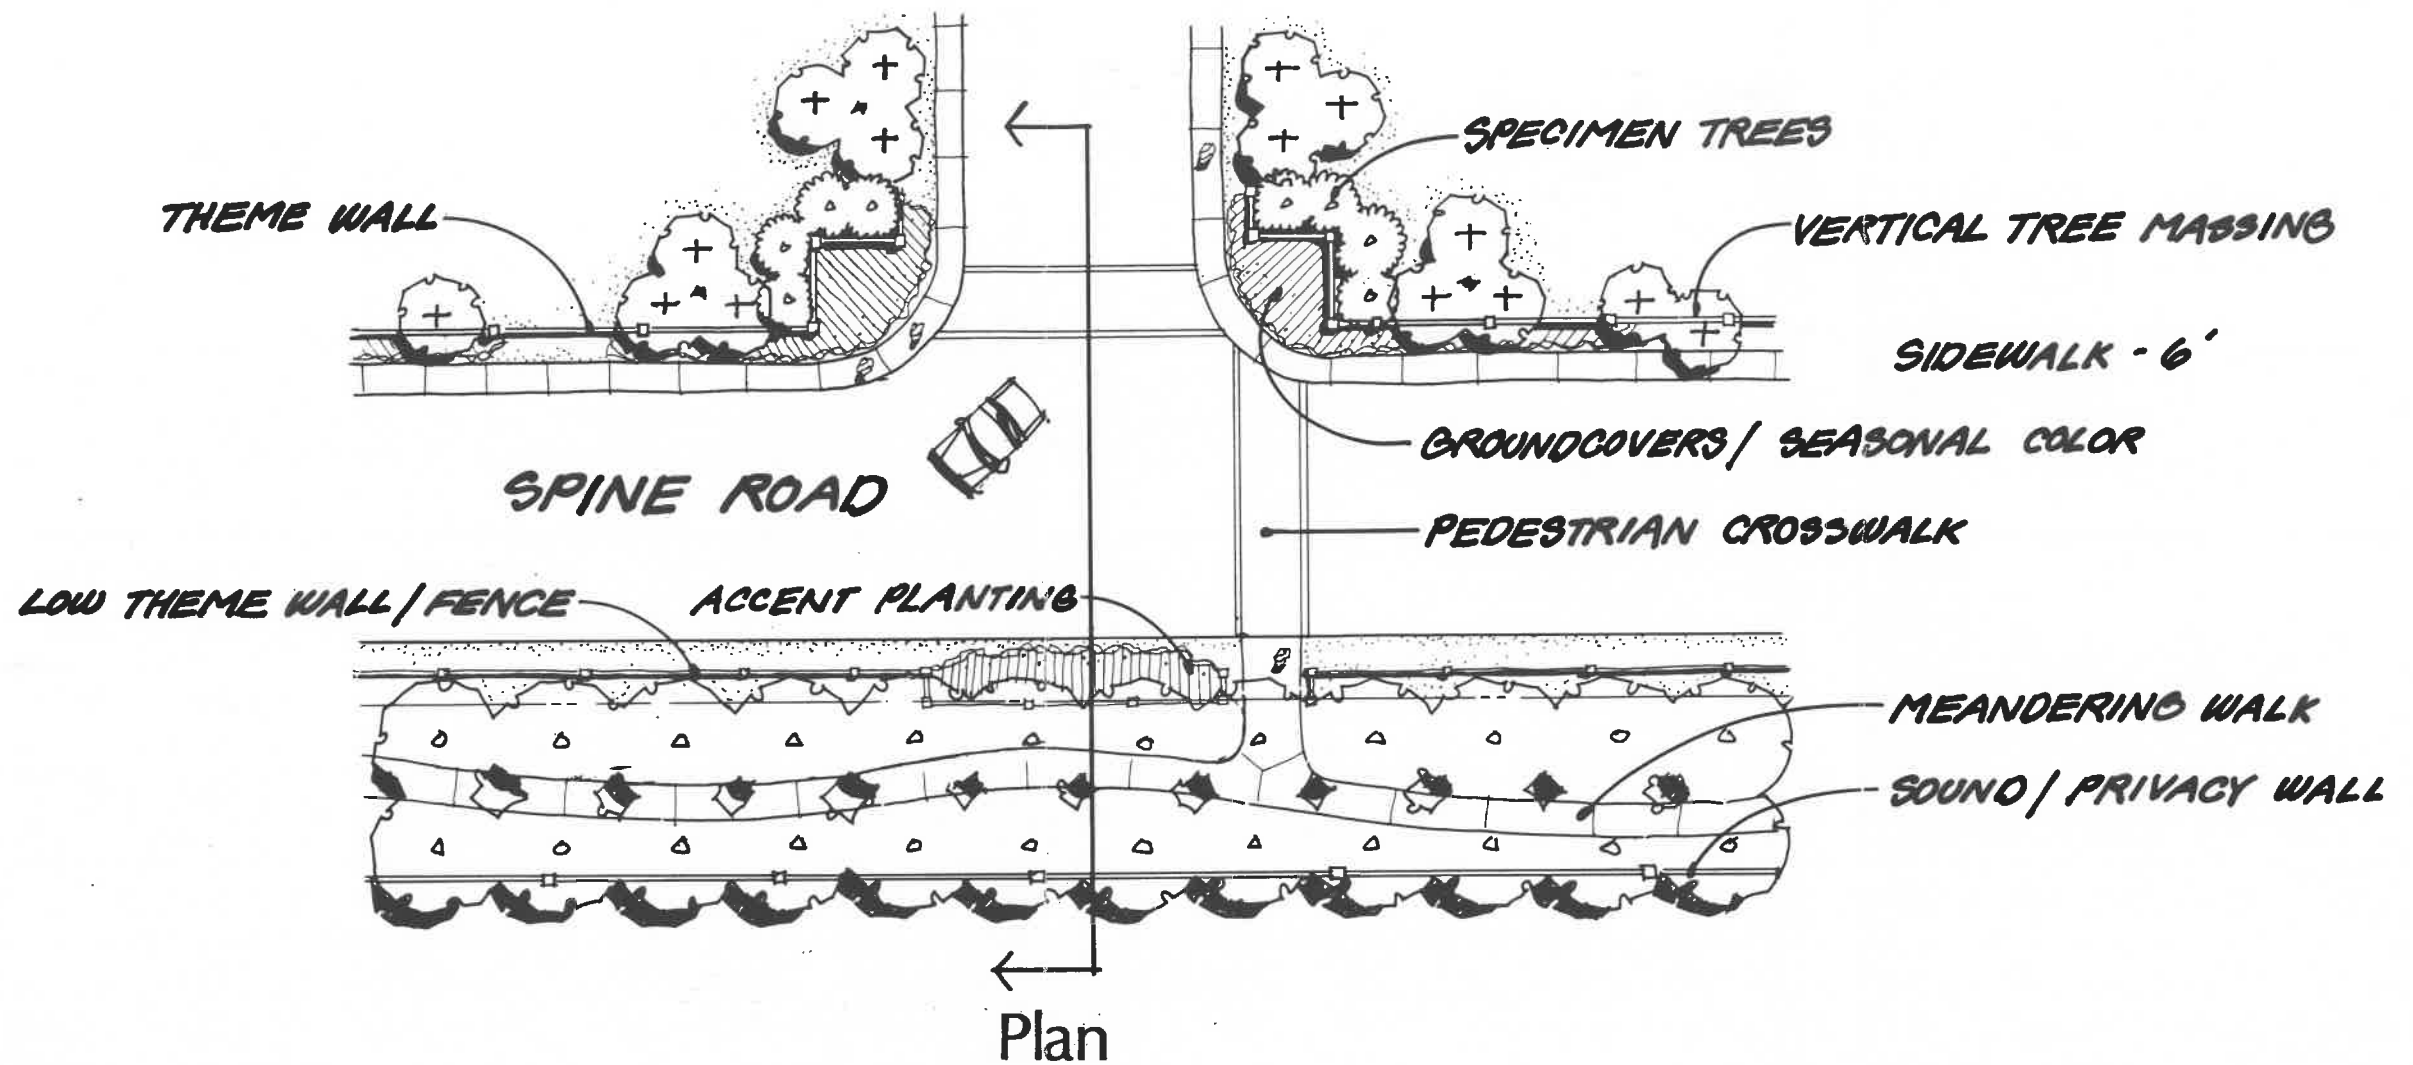 SPECIMEN TREES
THEME WALL
VERTICAL TREE MASSING
SIDEWALK - 6'
GROUNDCOVERS/ SEASONAL COLOR
SPINE ROAD
PEDESTRIAN CROSSWALK
LOW THEME WALL/FENCE
ACCENT PLANTING
MEANDERING WALK
SOUND/PRIVACY WALL
Plan